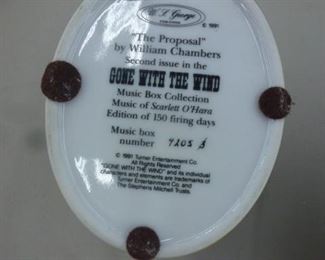 W. L. George
© 1991
"The Proposal"
by William Chambers
Second issue in the
GONE WITH THE WIND
Music Box Collection
Music of Scarlett O'Hara
Edition of 150 firing days
Music box
number 4205
© 1991 Turner Entertainment Co.
All Rights Reserved
"GONE WITH THE WIND" and its individual
characters and elements are trademarks of
Turner Entertainment Co. and
The Stephens Mitchell Trusts.